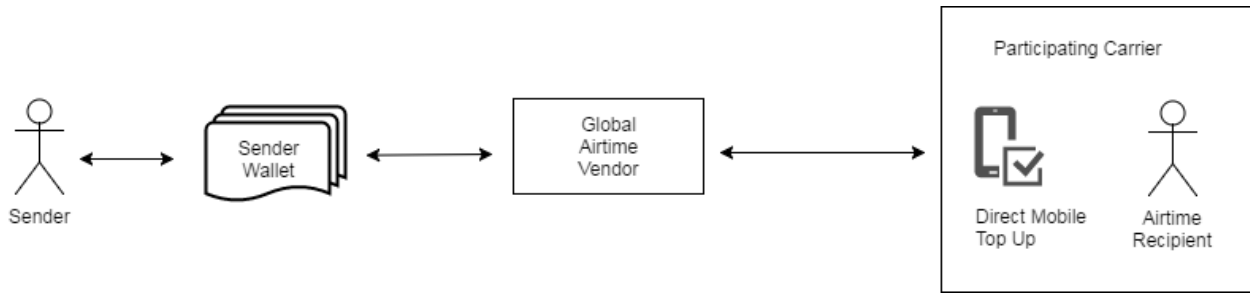 Sender
Sender
Wallet
Global
Airtime
Vendor
Participating Carrier
Direct Mobile
Top Up
Airtime
Recipient